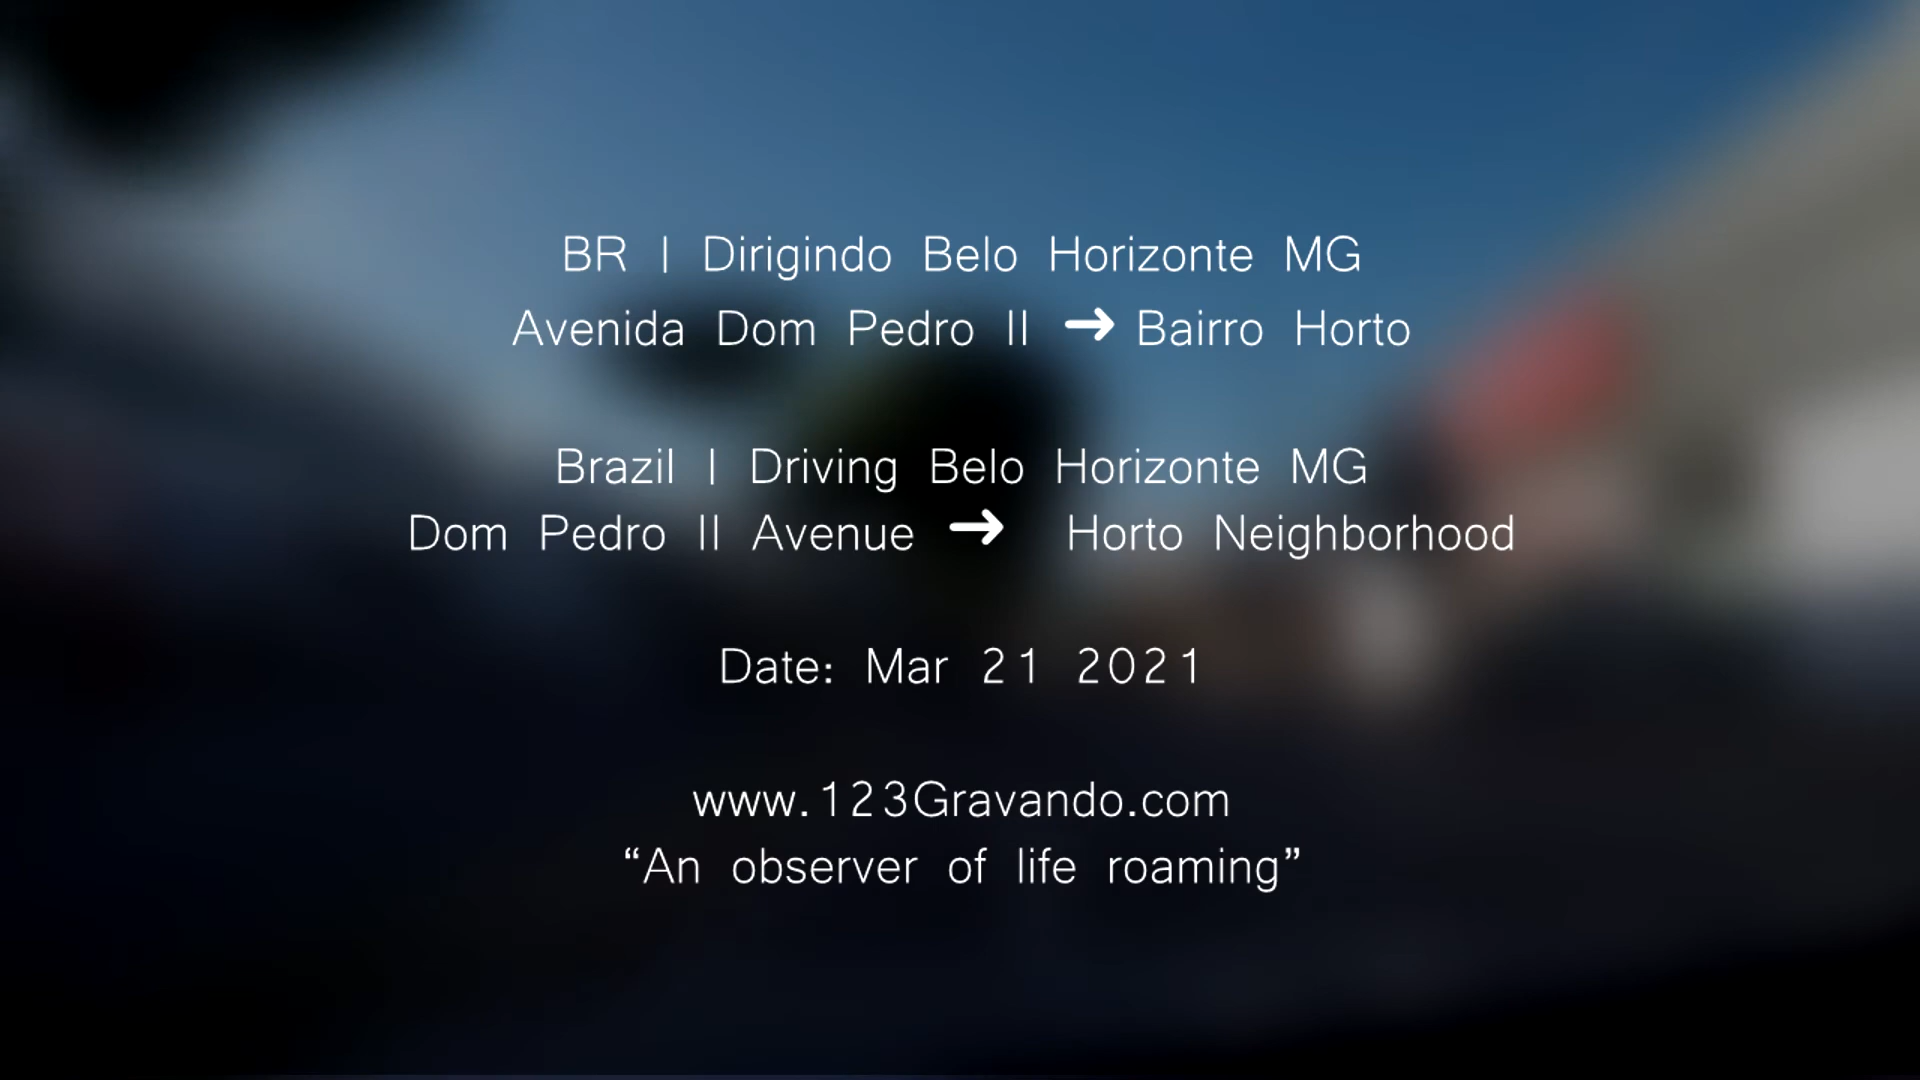 BR | Dirigindo Belo Horizonte MG
Avenida Dom Pedro II → Bairro Horto
Brazil | Driving Belo Horizonte MG
Dom Pedro II Avenue → Horto Neighborhood
Date: Mar 21 2021
www.123Gravando.com
“An observer of life roaming”